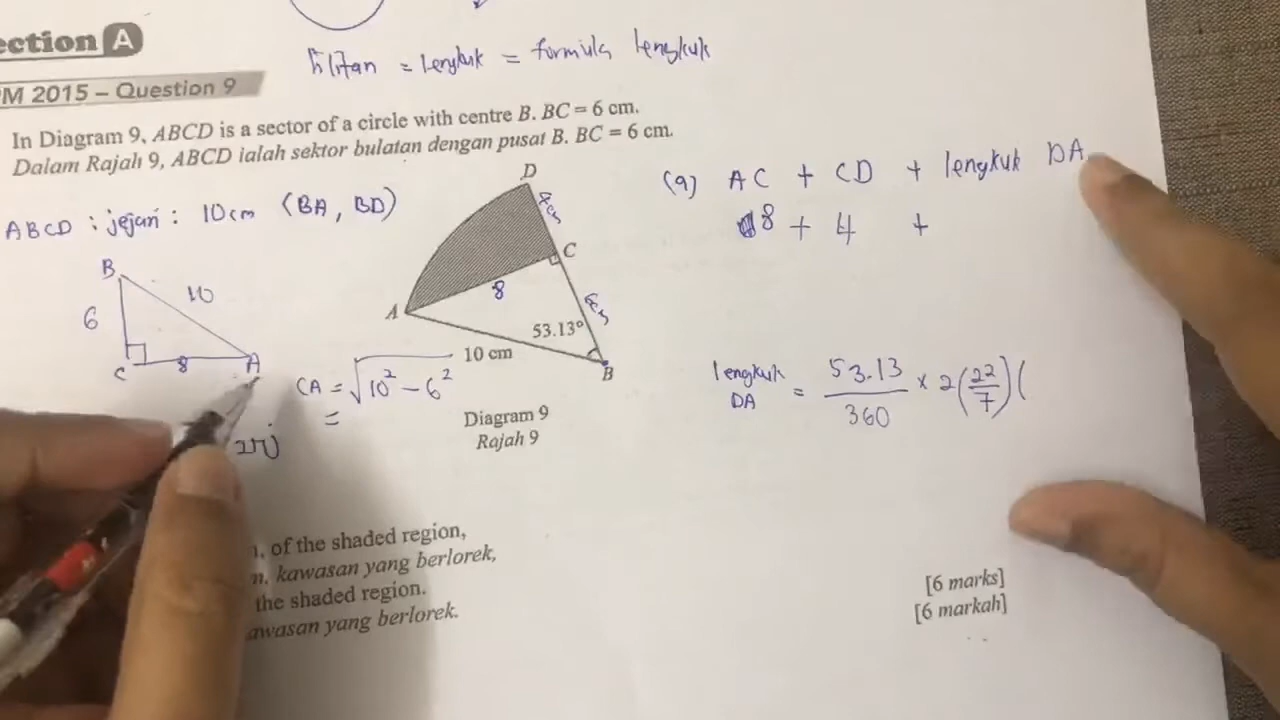 ection A
lilitan = lengkuk = formula lengkuk
PM 2015 – Question 9
In Diagram 9, ABCD is a sector of a circle with centre B. BC = 6 cm.
Dalam Rajah 9, ABCD ialah sektor bulatan dengan pusat B. BC = 6 cm.
ABCD : jejari : 10cm (BA, BD)
D
4cm
C
8
A
6cm
53.13°
10 cm
B
B
10
6
C
8
A
CA = √10² − 6²
=
Diagram 9
Rajah 9
(a) AC + CD + lengkuk DA
8 + 4 +
lengkuk DA = 53.13/360 × 2(22/7)(
, of the shaded region,
n, kawasan yang berlorek,
the shaded region.
awasan yang berlorek.
[6 marks]
[6 markah]